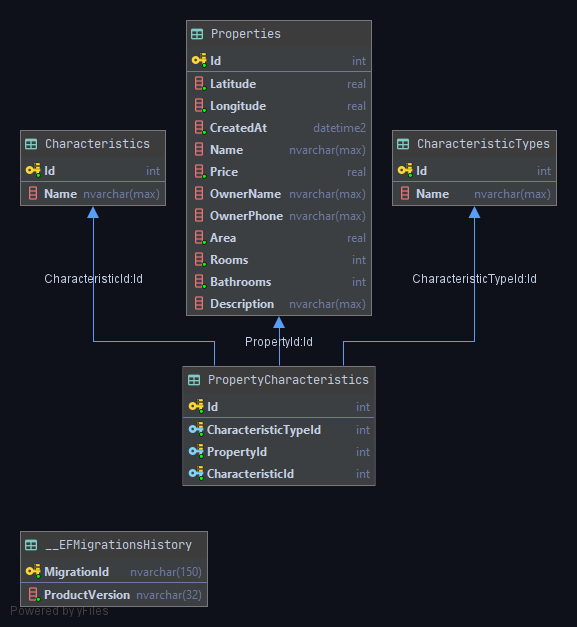 Properties
Id int
Latitude real
Longitude real
CreatedAt datetime2
Name nvarchar(max)
Price real
OwnerName nvarchar(max)
OwnerPhone nvarchar(max)
Area real
Rooms int
Bathrooms int
Description nvarchar(max)
Characteristics
Id int
Name nvarchar(max)
CharacteristicTypes
Id int
Name nvarchar(max)
CharacteristicId:Id
CharacteristicTypeId:Id
PropertyId:Id
PropertyCharacteristics
Id int
CharacteristicTypeId int
PropertyId int
CharacteristicId int
__EFMigrationsHistory
MigrationId nvarchar(150)
ProductVersion nvarchar(32)
Powered by yFiles